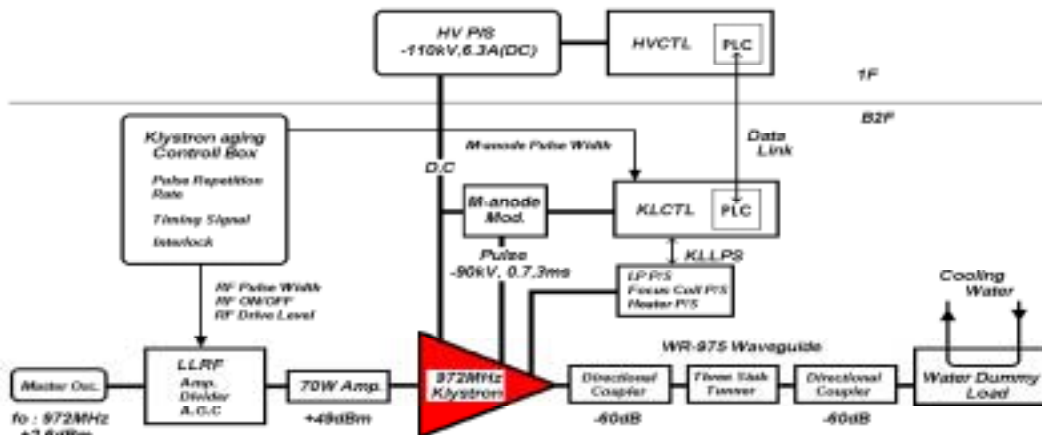 HV P/S
-110kV,6.3A(DC)
HVCTL
PLC
1F
B2F
Klystron aging
Controll Box
Pulse Repetition
Rate
Timing Signal
Interlock
M-anode Pulse Width
Data
Link
D.C
M-anode
Mod.
KLCTL
PLC
Pulse
-90kV, 0.7,3ms
KLLPS
I.P P/S
Focus Coil P/S
Heater P/S
Cooling
Water
RF Pulse Width
RF ON/OFF
RF Drive Level
WR-975 Waveguide
Master Osc.
LLRF
Amp.
Divider
A.G.C
70W Amp.
972MHz
Klystron
Directional
Coupler
Three Stub
Tunner
Directional
Coupler
Water Dummy
Load
fo : 972MHz
+49dBm
-60dB
-60dB